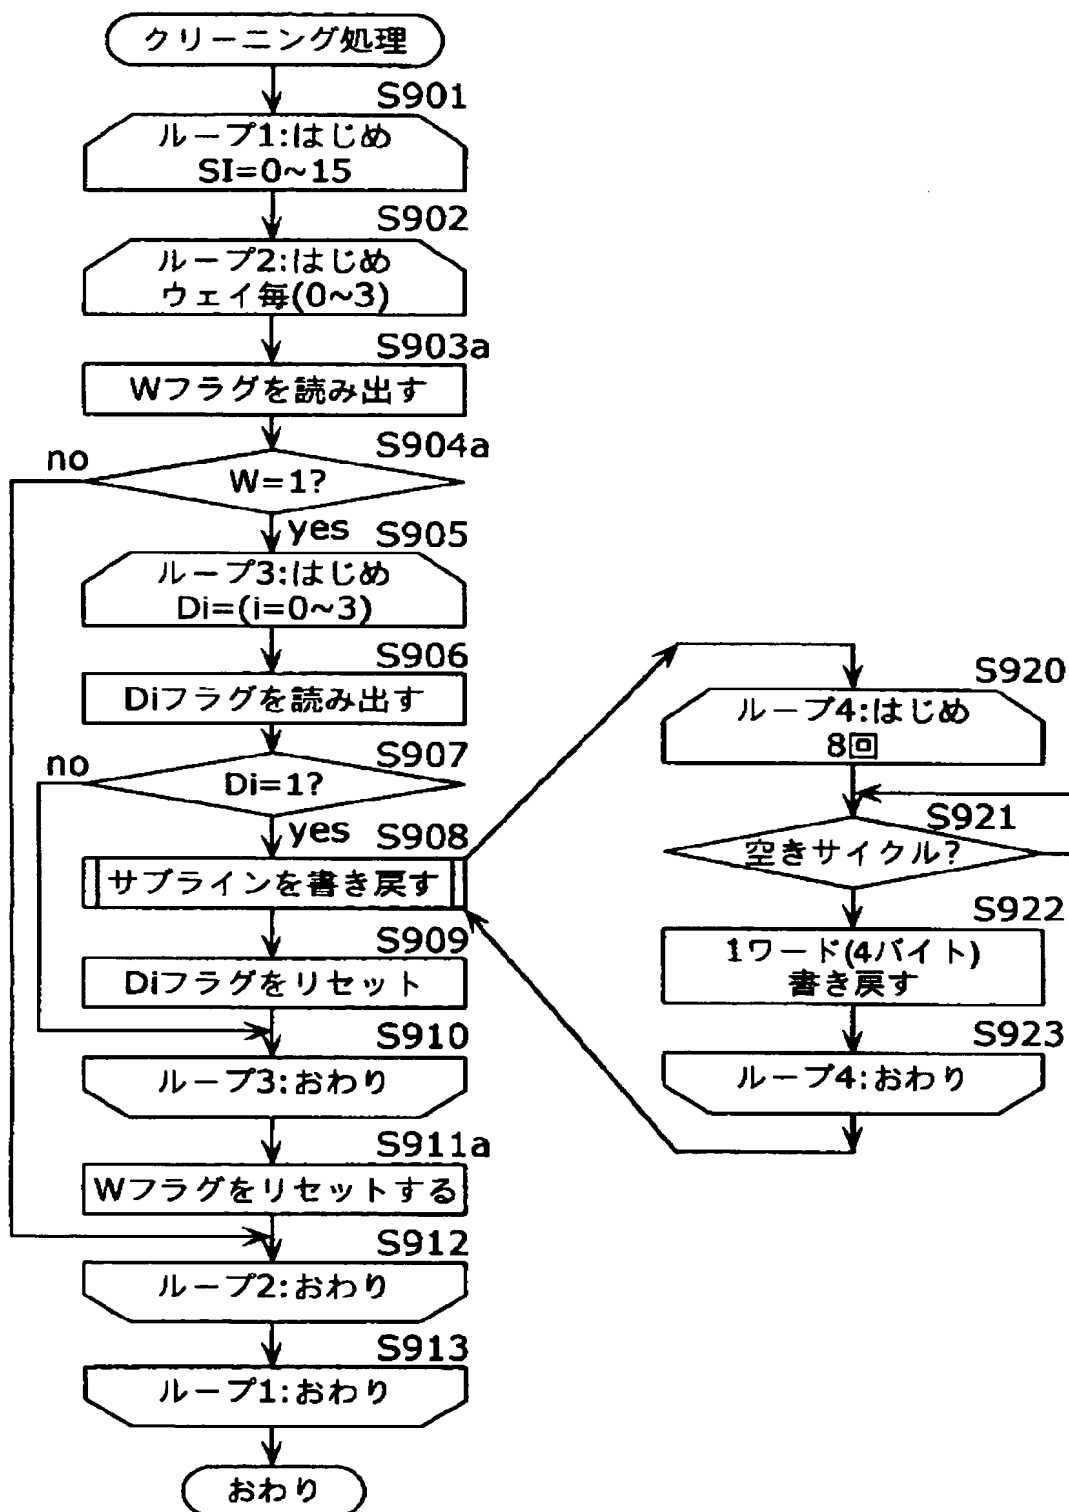 クリーニング処理
S901
ループ1:はじめ
SI=0~15
S902
ループ2:はじめ
ウェイ毎(0~3)
S903a
Wフラグを読み出す
S904a
no
W=1?
yes
S905
ループ3:はじめ
Di=(i=0~3)
S906
Diフラグを読み出す
S907
no
Di=1?
yes
S908
サブラインを書き戻す
S909
Diフラグをリセット
S910
ループ3:おわり
S911a
Wフラグをリセットする
S912
ループ2:おわり
S913
ループ1:おわり
おわり
S920
ループ4:はじめ
8回
S921
空きサイクル?
S922
1ワード(4バイト)
書き戻す
S923
ループ4:おわり